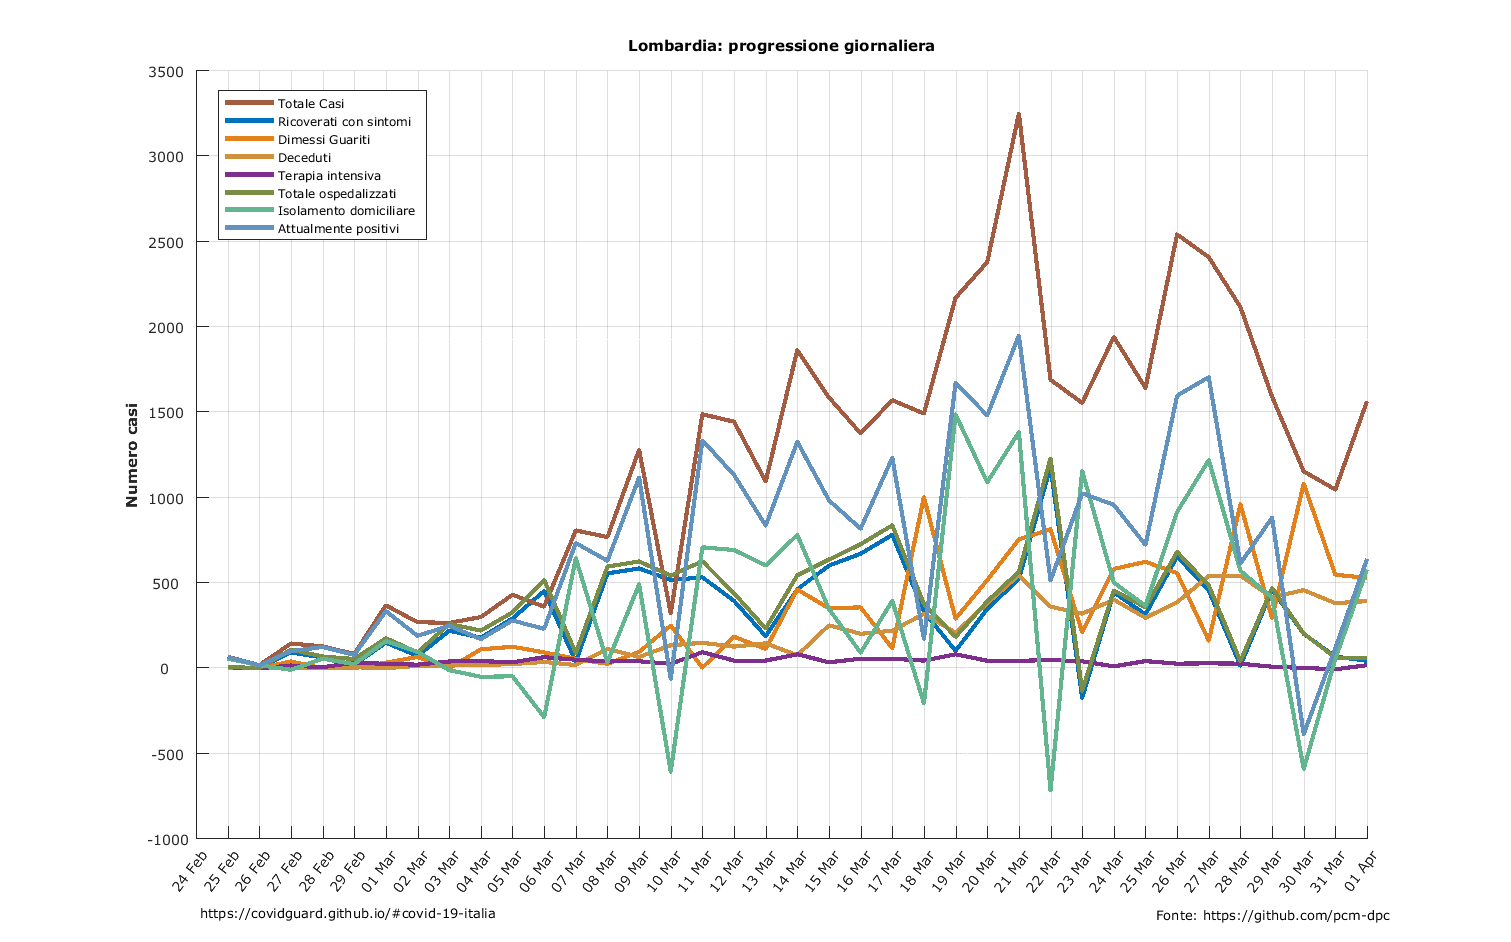 Lombardia: progressione giornaliera
3500
3000
2500
2000
1500
1000
500
0
-500
-1000
Numero casi
Totale Casi
Ricoverati con sintomi
Dimessi Guariti
Deceduti
Terapia intensiva
Totale ospedalizzati
Isolamento domiciliare
Attualmente positivi
24 Feb
25 Feb
26 Feb
27 Feb
28 Feb
29 Feb
01 Mar
02 Mar
03 Mar
04 Mar
05 Mar
06 Mar
07 Mar
08 Mar
09 Mar
10 Mar
11 Mar
12 Mar
13 Mar
14 Mar
15 Mar
16 Mar
17 Mar
18 Mar
19 Mar
20 Mar
21 Mar
22 Mar
23 Mar
24 Mar
25 Mar
26 Mar
27 Mar
28 Mar
29 Mar
30 Mar
31 Mar
01 Apr
https://covidguard.github.io/#covid-19-italia
Fonte: https://github.com/pcm-dpc